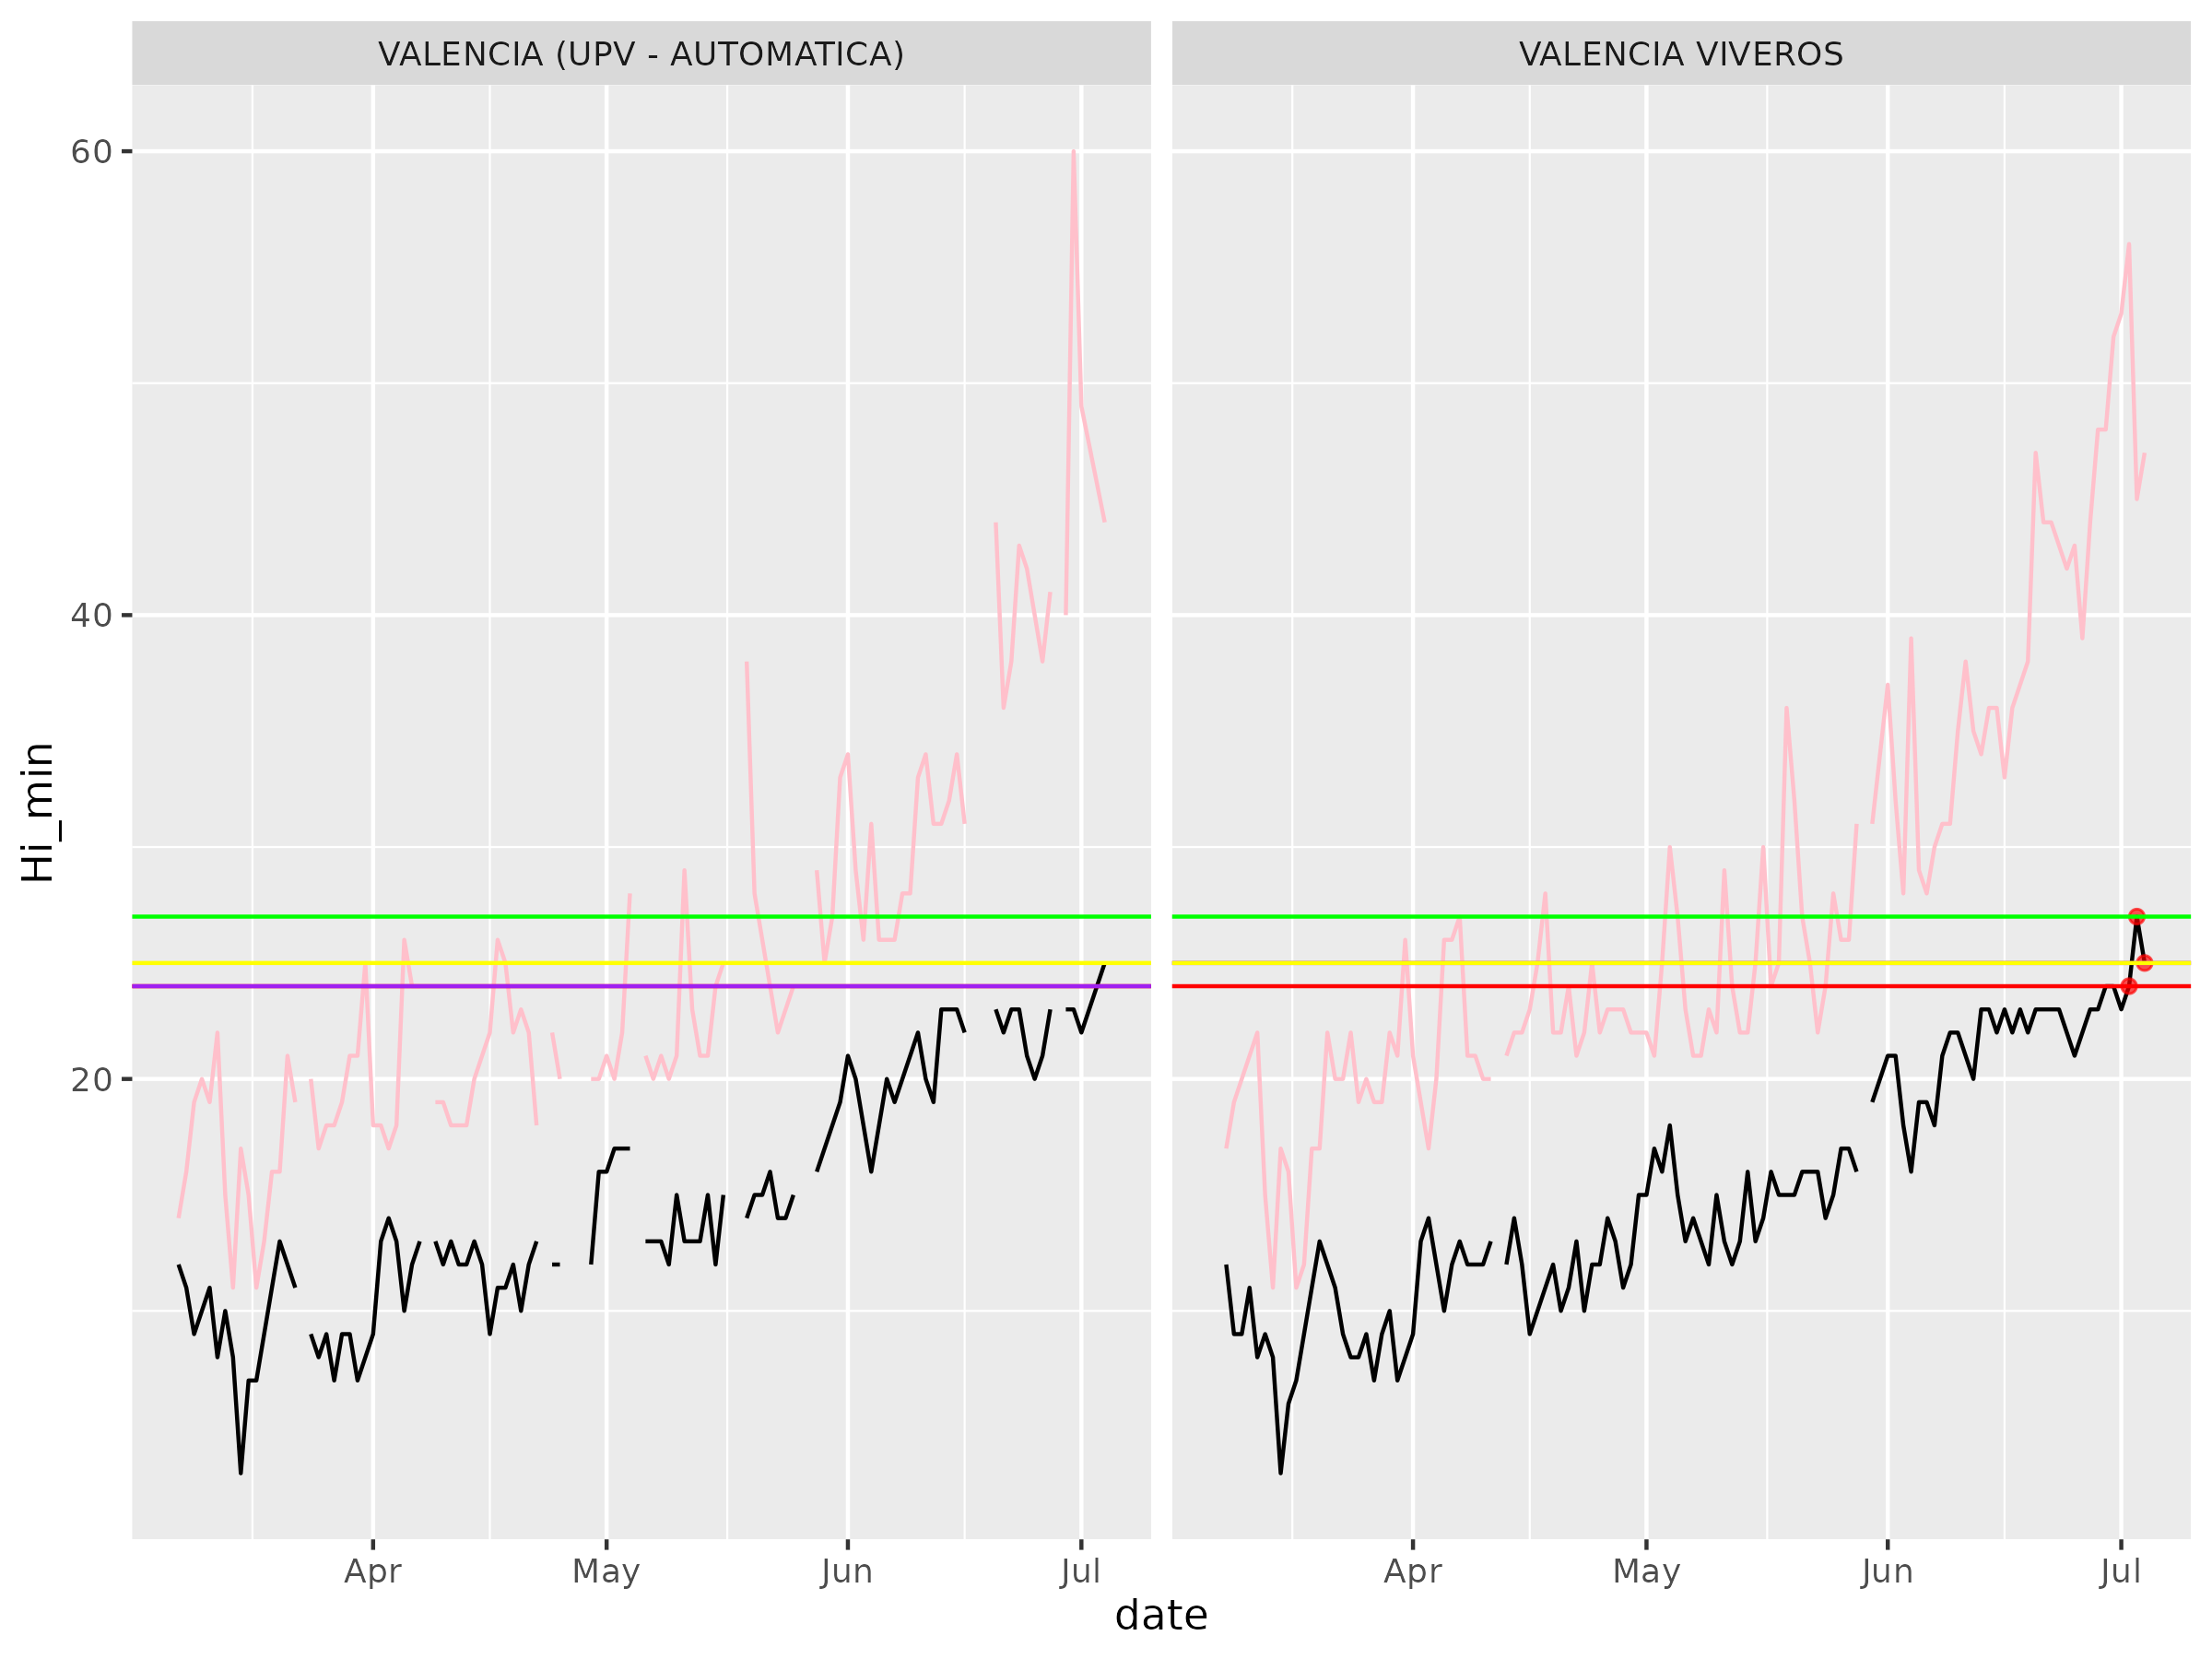 VALENCIA (UPV - AUTOMATICA)
VALENCIA VIVEROS
60
40
20
Hi_min
Apr May Jun Jul
Apr May Jun Jul
date